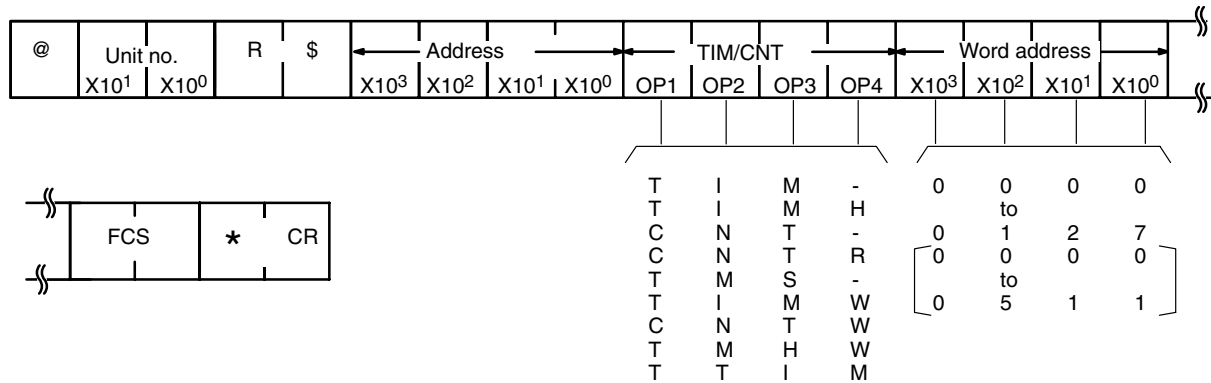 @ Unit no. R $ Address TIM/CNT Word address
X10¹ X10⁰ X10³ X10² X10¹ X10⁰ OP1 OP2 OP3 OP4 X10³ X10² X10¹ X10⁰
T I M - 0 0 0 0
T I M H to
C N T - 0 1 2 7
C N T R 0 0 0 0
T M S - to
T I M W 0 5 1 1
C N T W
T M H W
T T I M
FCS * CR